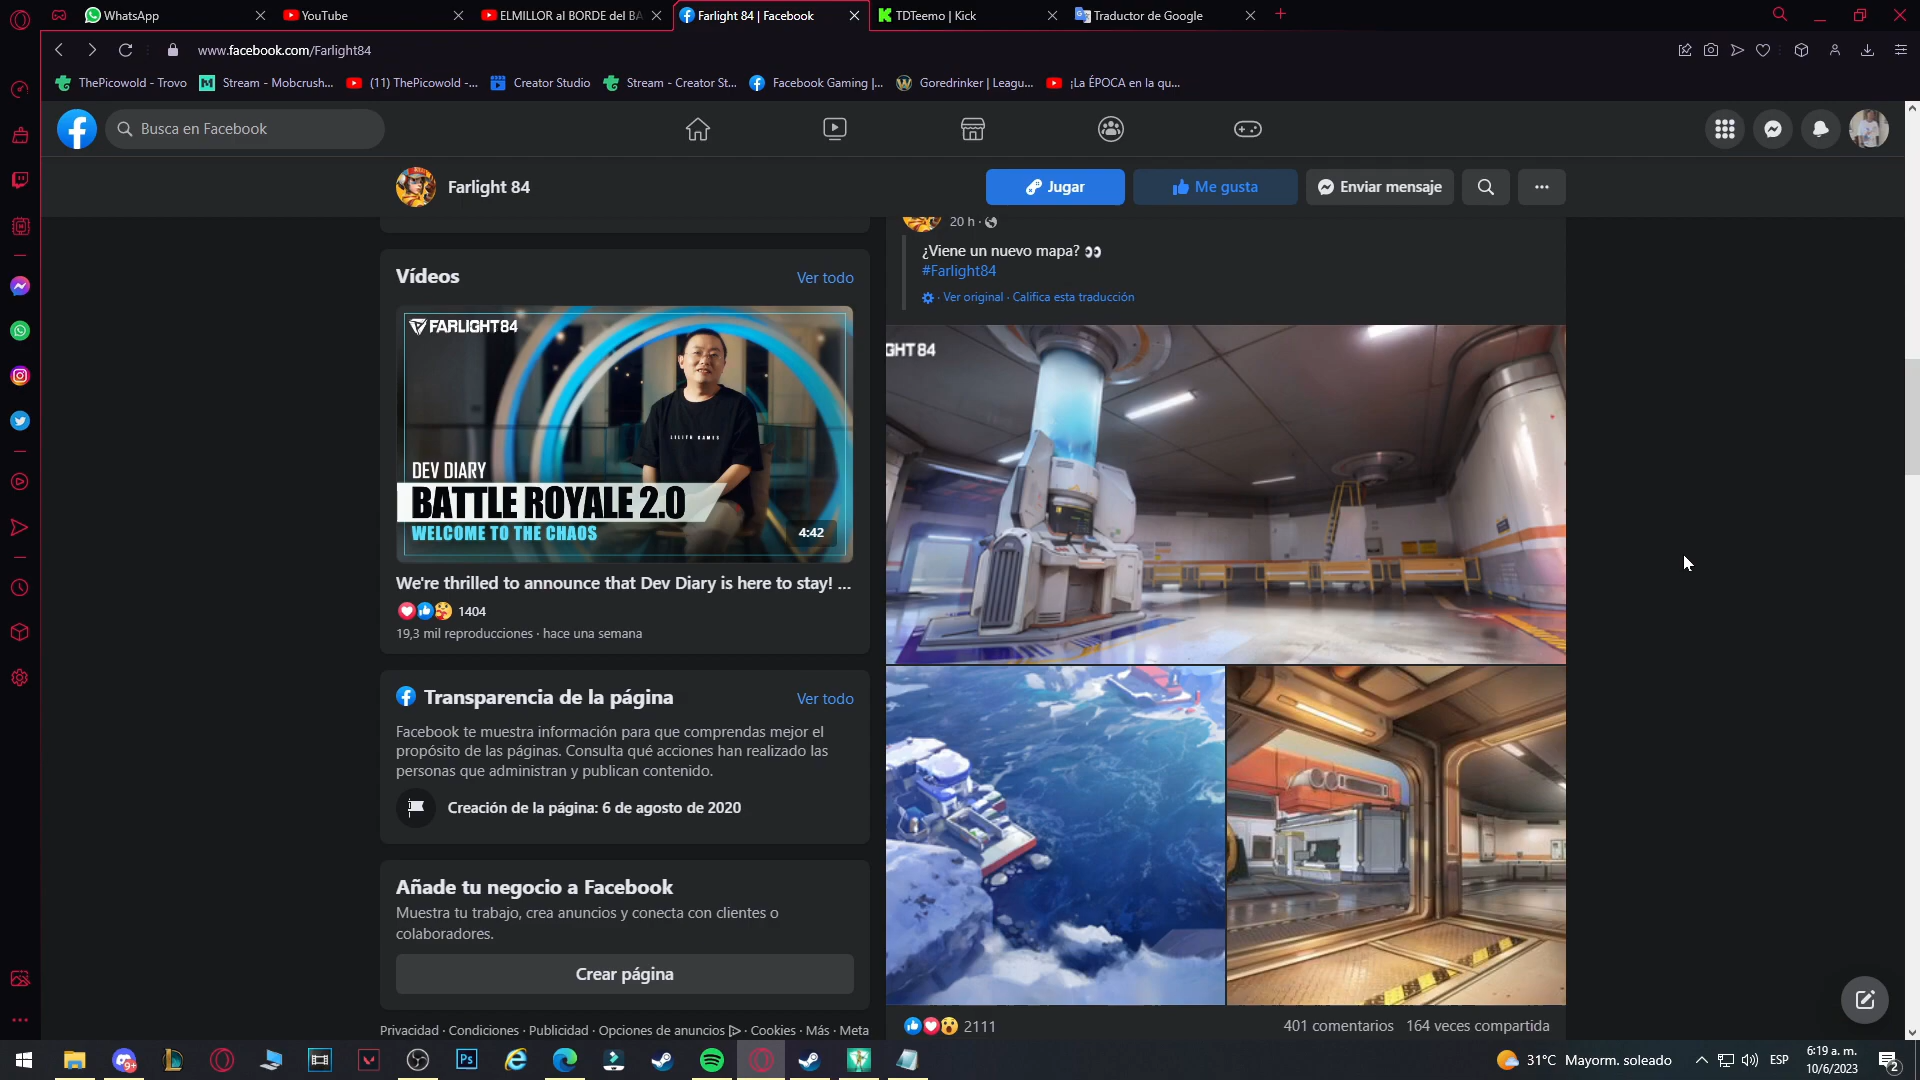 WhatsApp
YouTube
ELMILLOR al BORDE del BA
Farlight 84 | Facebook
TDTeemo | Kick
Traductor de Google
www.facebook.com/Farlight84
ThePicowold - Trovo
Stream - Mobcrush...
(11) ThePicowold -...
Creator Studio
Stream - Creator St...
Facebook Gaming |...
Goredrinker | Leagu...
¡La ÉPOCA en la qu...
Busca en Facebook
Farlight 84
Jugar
Me gusta
Enviar mensaje
Vídeos
Ver todo
FARLIGHT84
LILITH GAMES
DEV DIARY
BATTLE ROYALE 2.0
WELCOME TO THE CHAOS
4:42
We're thrilled to announce that Dev Diary is here to stay! ...
1404
19,3 mil reproducciones · hace una semana
Transparencia de la página
Ver todo
Facebook te muestra información para que comprendas mejor el
propósito de las páginas. Consulta qué acciones han realizado las
personas que administran y publican contenido.
Creación de la página: 6 de agosto de 2020
Añade tu negocio a Facebook
Muestra tu trabajo, crea anuncios y conecta con clientes o
colaboradores.
Crear página
Privacidad · Condiciones · Publicidad · Opciones de anuncios · Cookies · Más · Meta
20 h ·
¿Viene un nuevo mapa? 👀
#Farlight84
· Ver original · Califica esta traducción
GHT 84
2111
401 comentarios 164 veces compartida
9+
Ps
31°C Mayorm. soleado
ESP
6:19 a. m.
10/6/2023
2